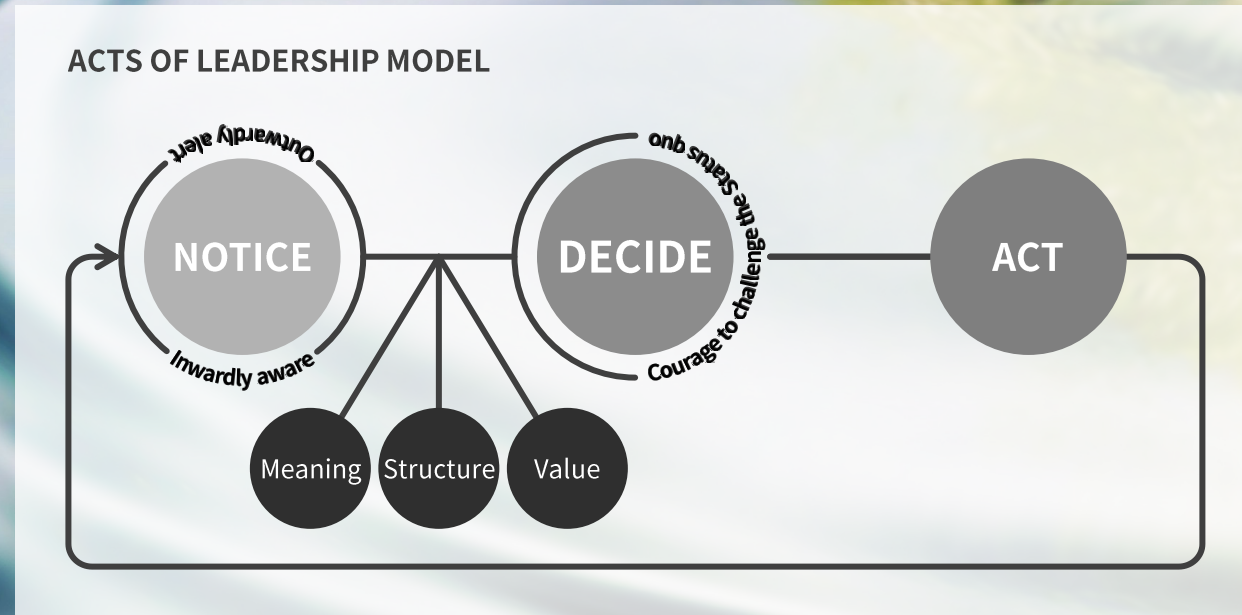 ACTS OF LEADERSHIP MODEL
Outwardly alert
NOTICE
Inwardly aware
DECIDE
Courage to challenge the Status quo
ACT
Meaning
Structure
Value